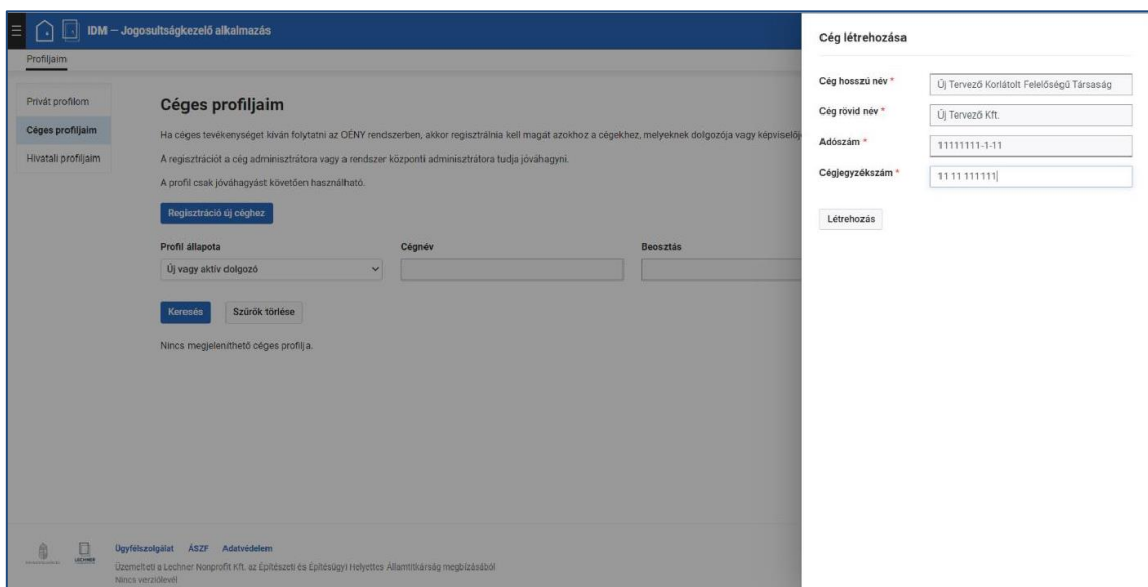 IDM – Jogosultságkezelő alkalmazás
Profiljaim
Privát profilom
Céges profiljaim
Hivatali profiljaim
Céges profiljaim
Ha céges tevékenységet kíván folytatni az OÉNY rendszerben, akkor regisztrálnia kell magát azokhoz a cégekhez, melyeknek dolgozója vagy
A regisztrációt a cég adminisztrátora vagy a rendszer központi adminisztrátora tudja jóváhagyni.
A profil csak jóváhagyást követően használható.
Regisztráció új céghez
Profil állapota
Cégnév
Beosztás
Új vagy aktív dolgozó
Keresés
Szűrők törlése
Nincs megjeleníthető céges profilja.
Cég létrehozása
Cég hosszú név *
Új Tervező Korlátolt Felelőségű Társaság
Cég rövid név *
Új Tervező Kft.
Adószám *
11111111-1-11
Cégjegyzékszám *
11 11 111111
Létrehozás
LECHNER
Ügyfélszolgálat ÁSZF Adatvédelem
Üzemelteti a Lechner Nonprofit Kft. az Építészeti és Építésügyi Helyettes Államtitkárság megbízásából
Nincs verziólevél